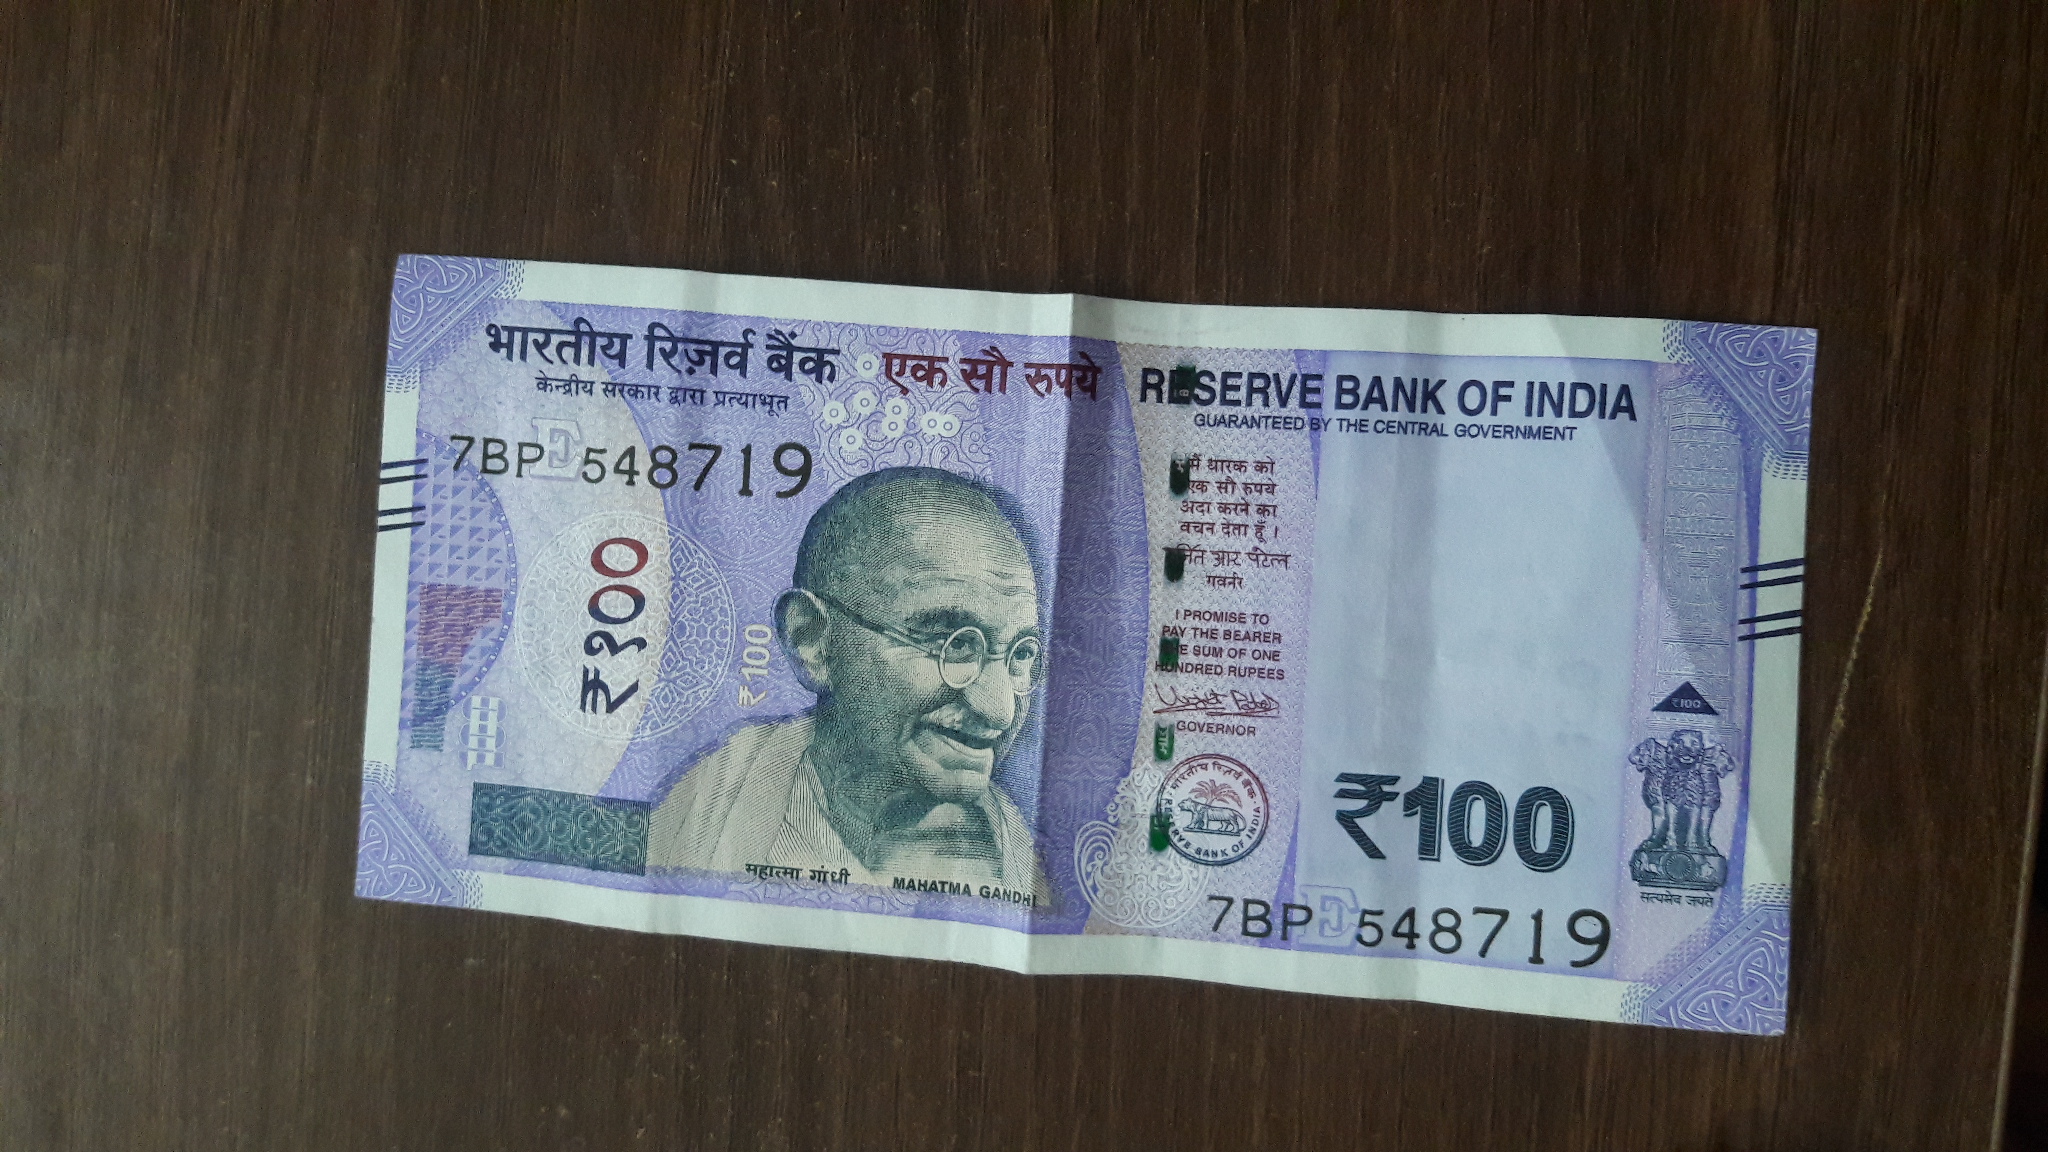 भारतीय रिज़र्व बैंक
केन्द्रीय सरकार द्वारा प्रत्याभूत
एक सौ रुपये
RESERVE BANK OF INDIA
GUARANTEED BY THE CENTRAL GOVERNMENT
7BP 548719
₹१००
₹100
मैं धारक को
एक सौ रुपये
अदा करने का
वचन देता हूँ।
गवर्नर
I PROMISE TO
PAY THE BEARER
THE SUM OF ONE
HUNDRED RUPEES
GOVERNOR
भारतीय रिज़र्व बैंक
RESERVE BANK OF INDIA
महात्मा गांधी
MAHATMA GANDHI
₹100
₹100
7BP 548719
सत्यमेव जयते